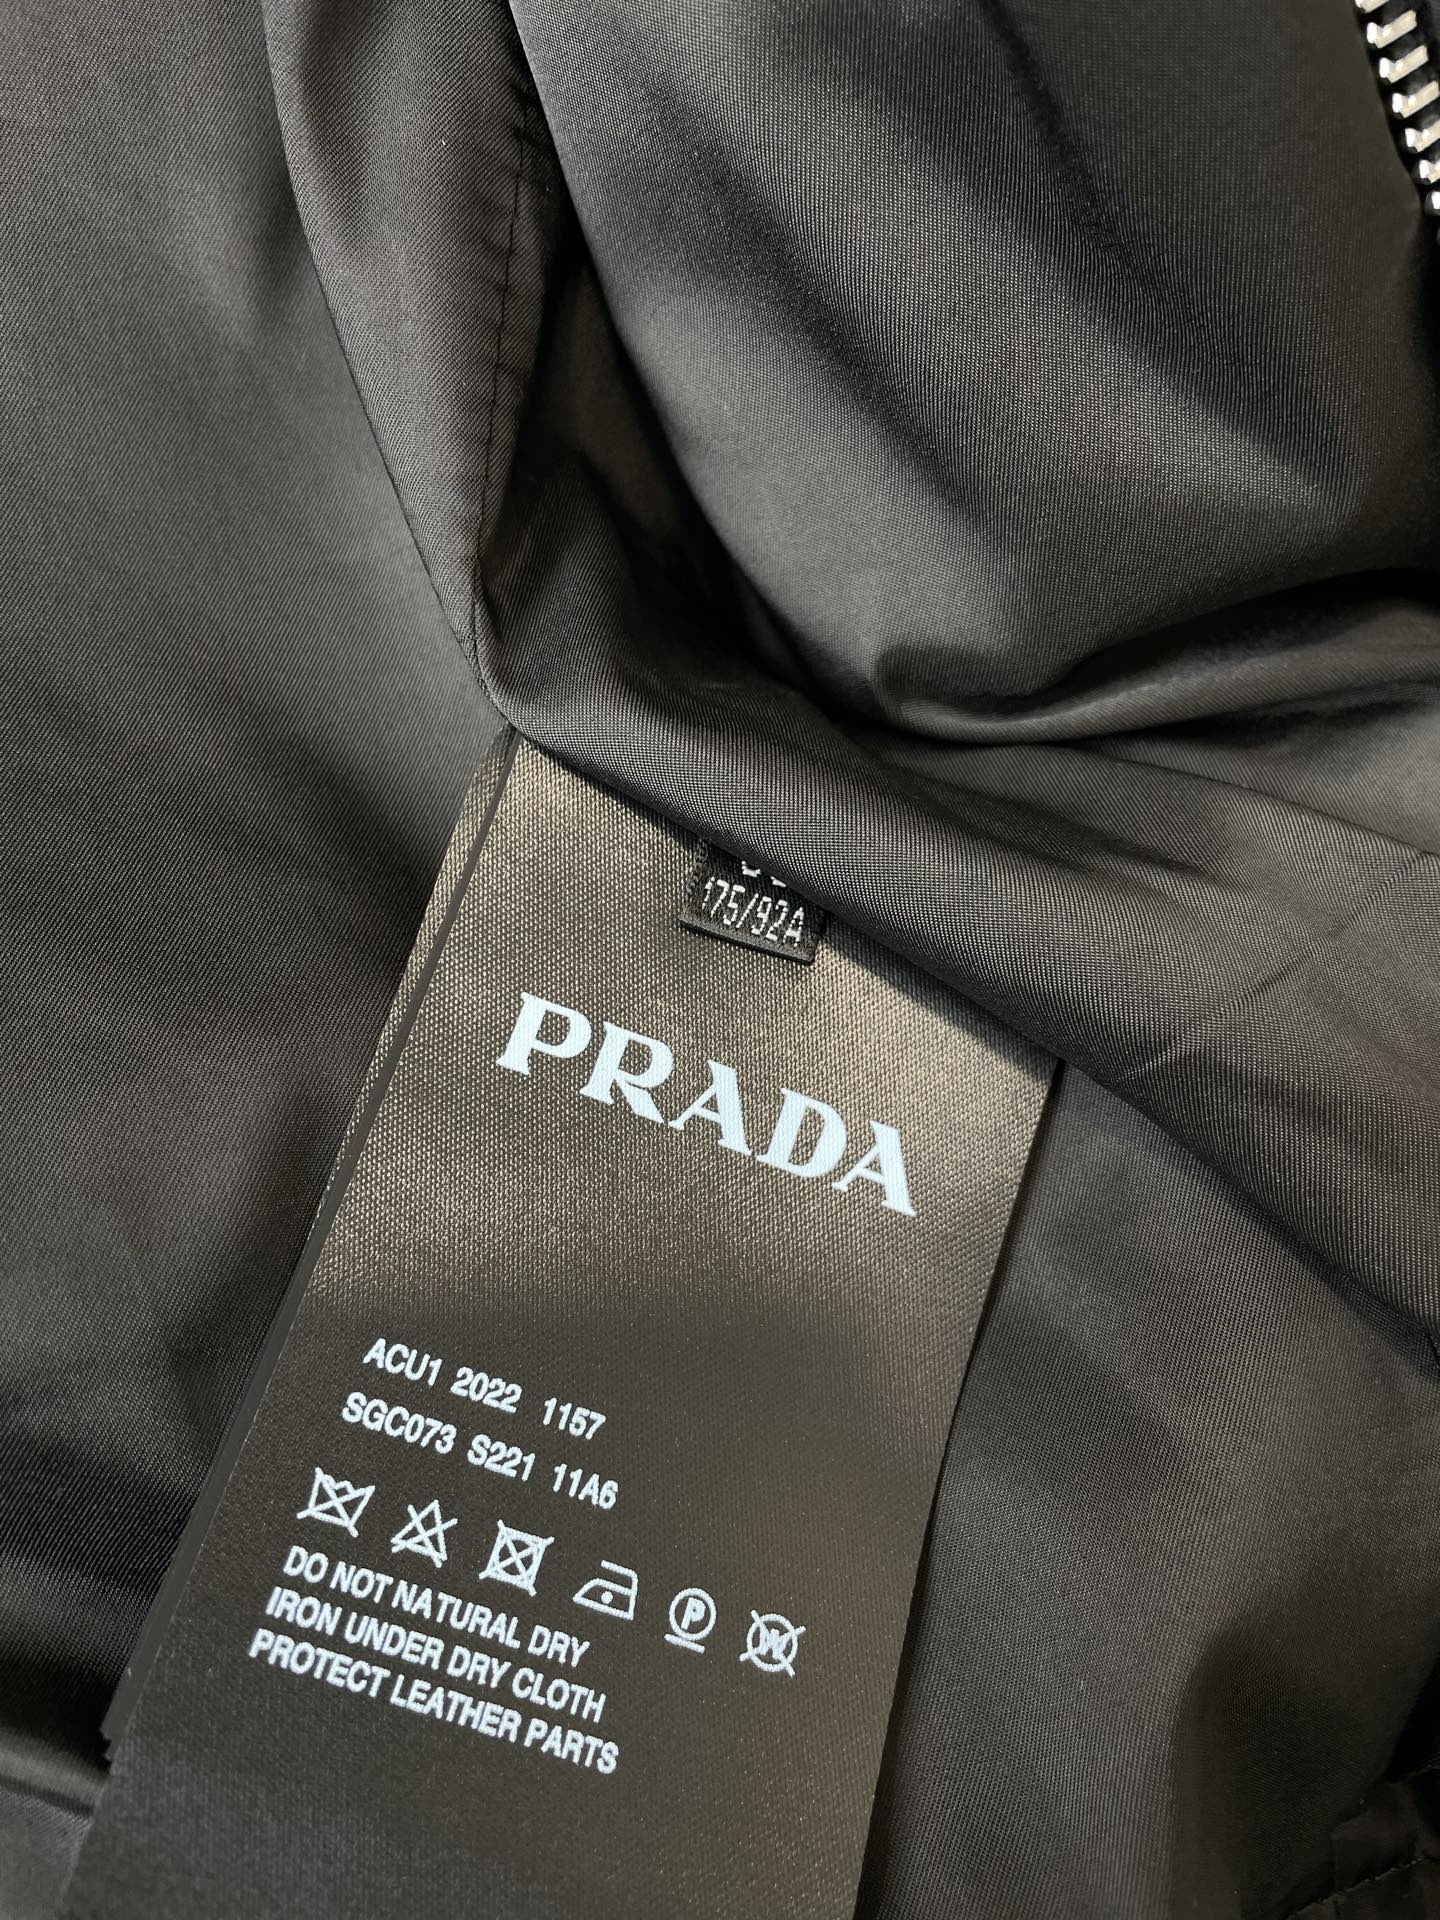 175/92A
PRADA
ACU1 2022 1157
SGC073 S221 11A6
P W
DO NOT NATURAL DRY
IRON UNDER DRY CLOTH
PROTECT LEATHER PARTS